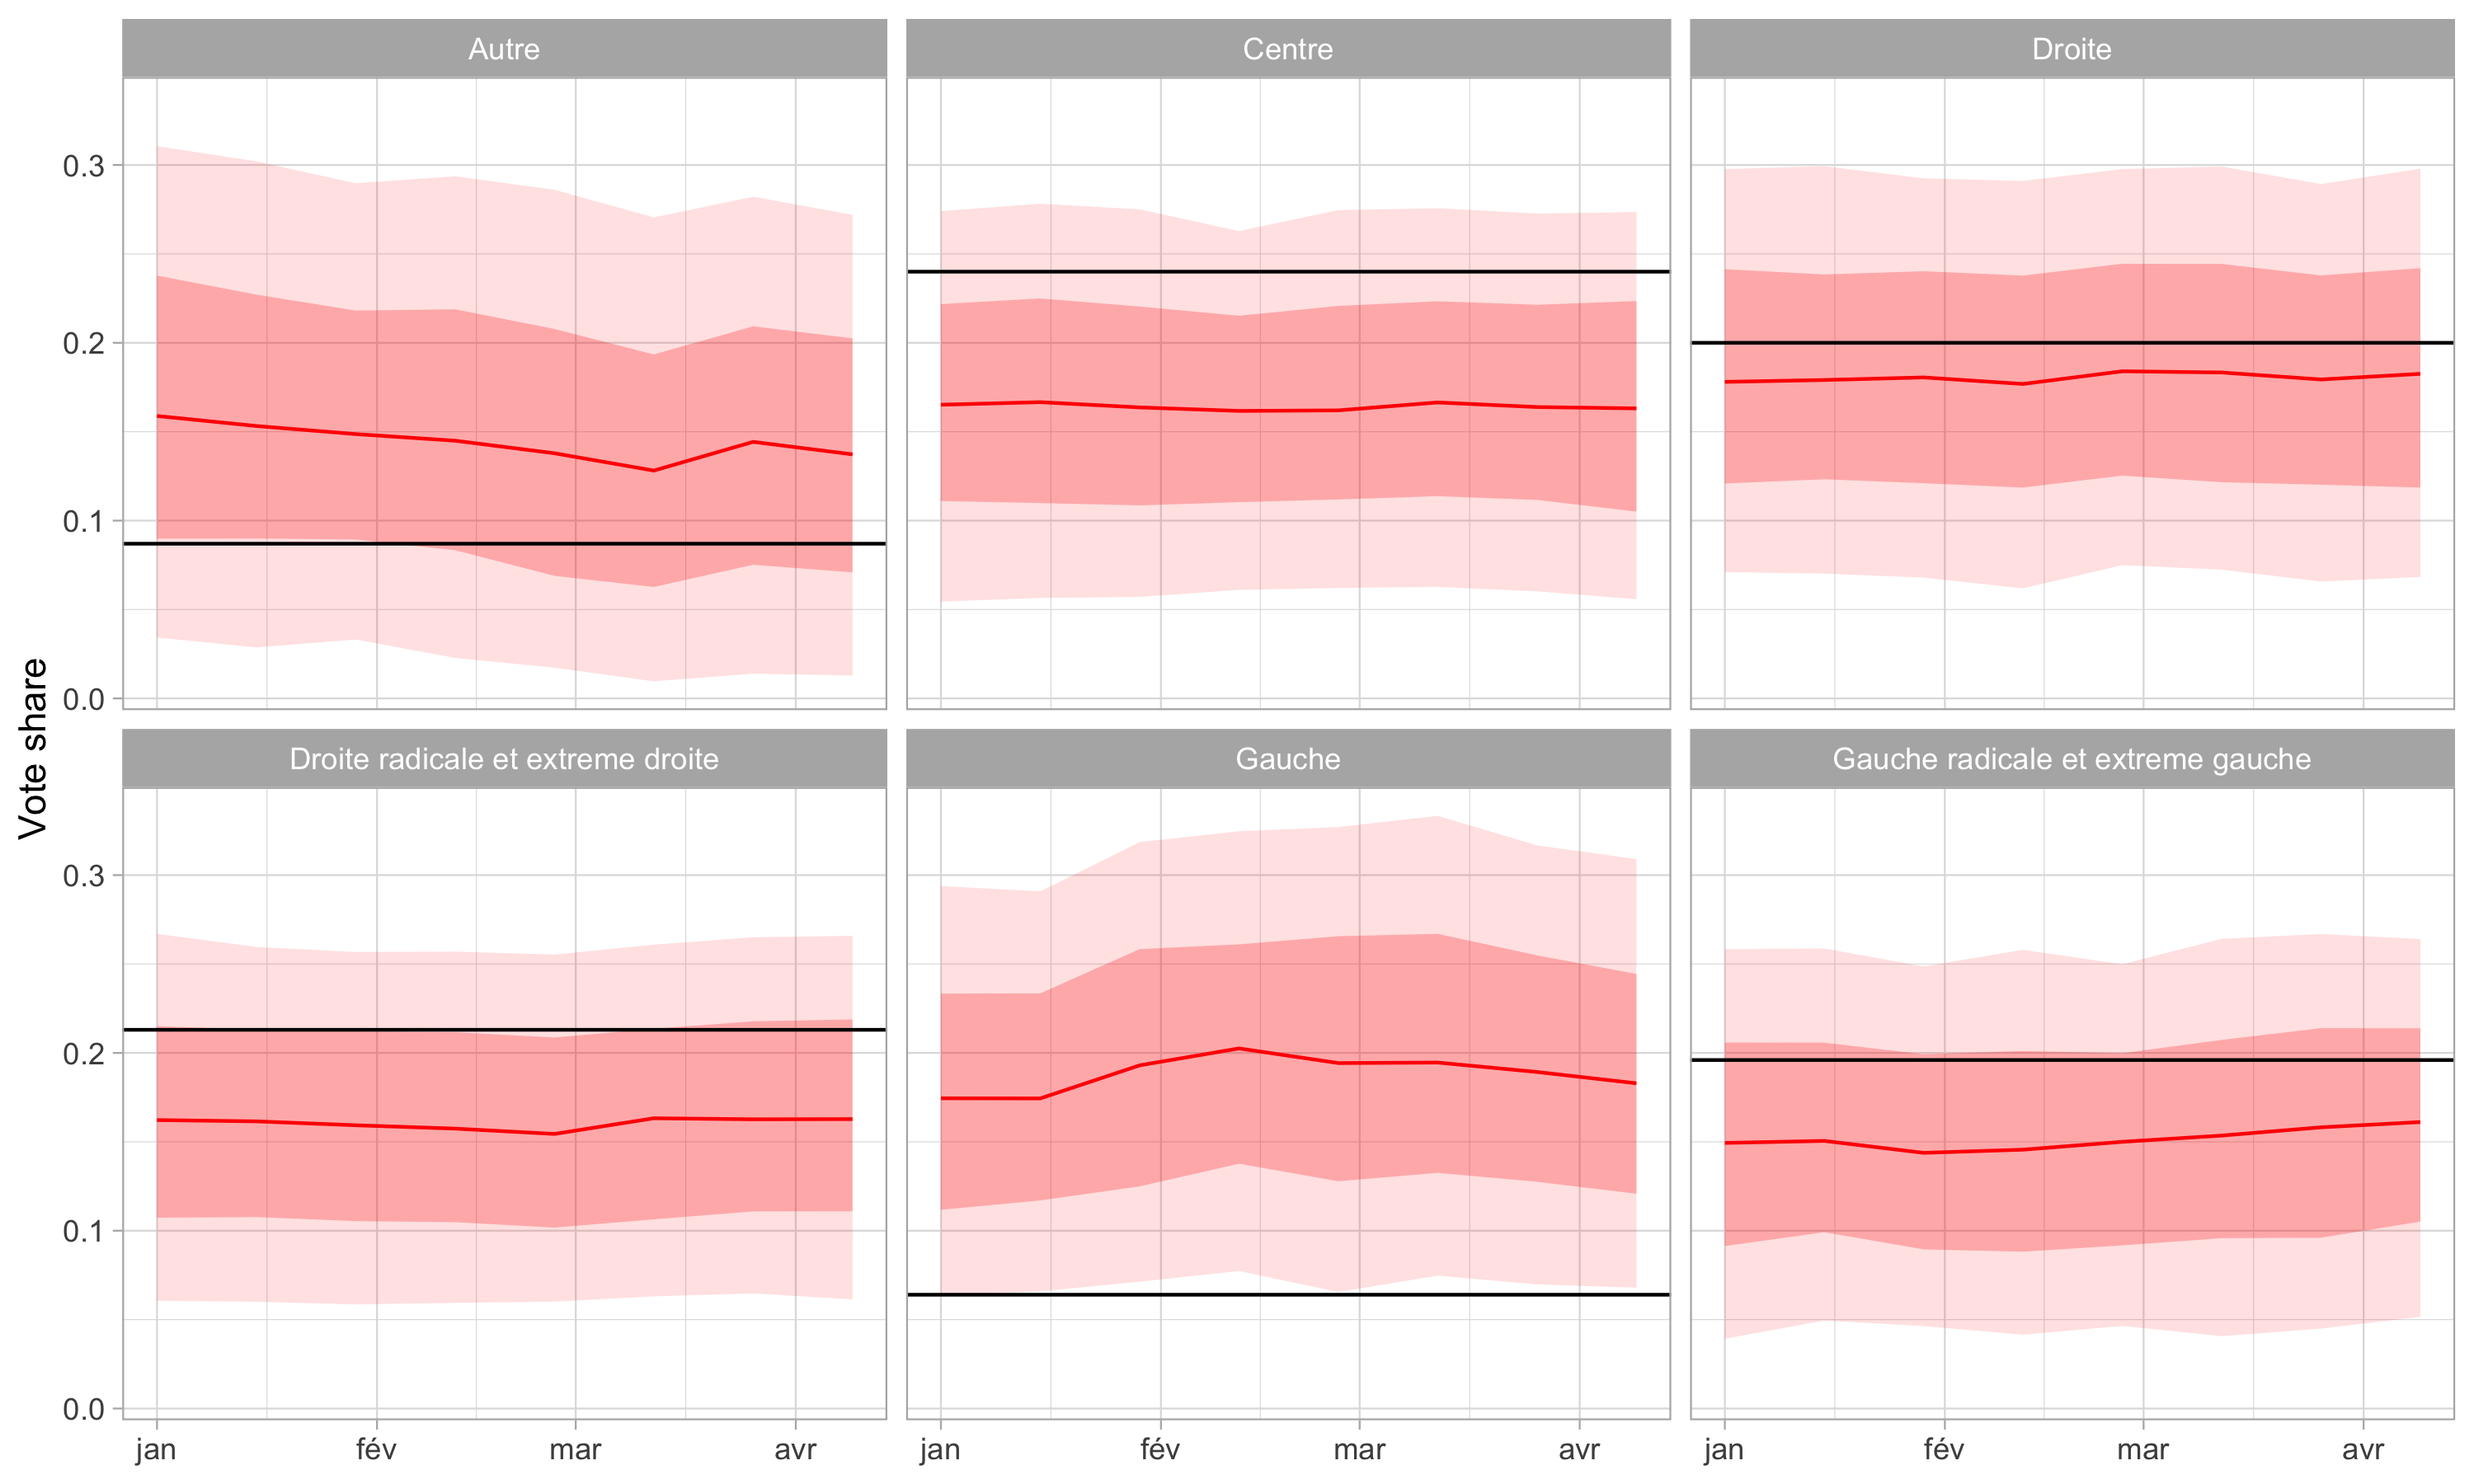 Autre
Centre
Droite
0.3
0.2
0.1
0.0
Vote share
Droite radicale et extreme droite
Gauche
Gauche radicale et extreme gauche
0.3
0.2
0.1
0.0
jan fév mar avr
jan fév mar avr
jan fév mar avr